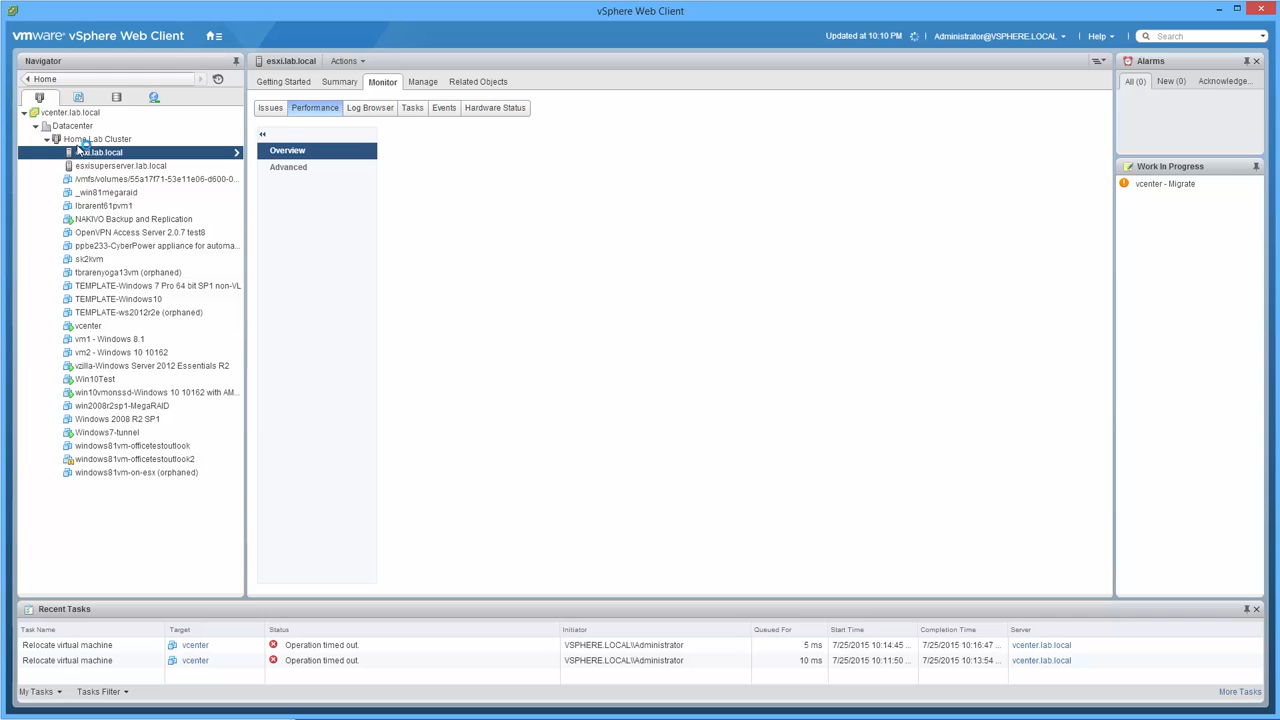 vSphere Web Client
vmware® vSphere Web Client
Updated at 10:10 PM
Administrator@VSPHERE.LOCAL
Help
Search
Navigator
Home
vcenter.lab.local
Datacenter
Home Lab Cluster
esxi.lab.local
esxisuperserver.lab.local
/vmfs/volumes/55a17f71-53e11e06-d600-0...
_win81megaraid
lbrarent61pvm1
NAKIVO Backup and Replication
OpenVPN Access Server 2.0.7 test8
ppbe233-CyberPower appliance for automa...
sk2kvm
tbrarenyoga13vm (orphaned)
TEMPLATE-Windows 7 Pro 64 bit SP1 non-VL
TEMPLATE-Windows10
TEMPLATE-ws2012r2e (orphaned)
vcenter
vm1 - Windows 8.1
vm2 - Windows 10 10162
vzilla-Windows Server 2012 Essentials R2
Win10Test
win10vmonssd-Windows 10 10162 with AM...
win2008r2sp1-MegaRAID
Windows 2008 R2 SP1
Windows7-tunnel
windows81vm-officetestoutlook
windows81vm-officetestoutlook2
windows81vm-on-esx (orphaned)
esxi.lab.local Actions
Getting Started Summary Monitor Manage Related Objects
Issues Performance Log Browser Tasks Events Hardware Status
Overview
Advanced
Alarms
All (0) New (0) Acknowledge...
Work In Progress
vcenter - Migrate
Recent Tasks
Task Name Target Status Initiator Queued For Start Time Completion Time Server
Relocate virtual machine vcenter Operation timed out. VSPHERE.LOCAL\Administrator 5 ms 7/25/2015 10:14:45 ... 7/25/2015 10:16:47 ... vcenter.lab.local
Relocate virtual machine vcenter Operation timed out. VSPHERE.LOCAL\Administrator 10 ms 7/25/2015 10:11:50 ... 7/25/2015 10:13:54 ... vcenter.lab.local
My Tasks Tasks Filter More Tasks